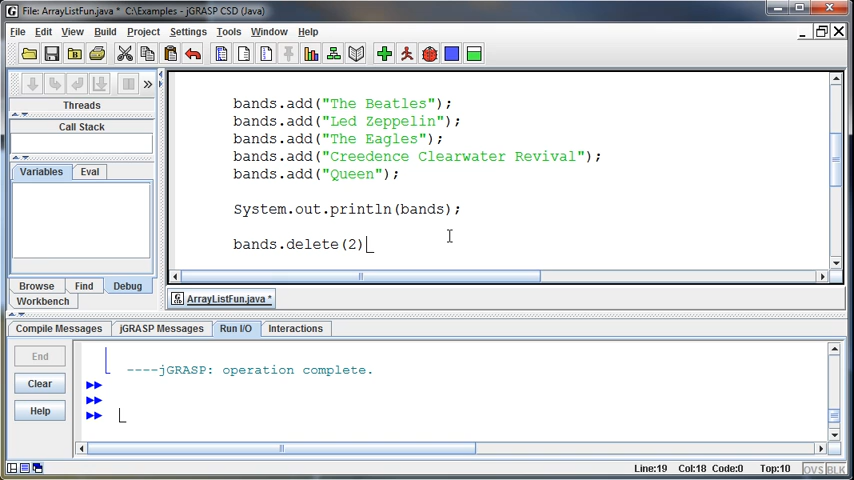 File: ArrayListFun.java * C:\Examples - jGRASP CSD (Java)
File Edit View Build Project Settings Tools Window Help
Threads
Call Stack
Variables Eval
Browse Find Debug
Workbench
bands.add("The Beatles");
bands.add("Led Zeppelin");
bands.add("The Eagles");
bands.add("Creedence Clearwater Revival");
bands.add("Queen");
System.out.println(bands);
bands.delete(2)
ArrayListFun.java *
Compile Messages jGRASP Messages Run I/O Interactions
End
Clear
Help
----jGRASP: operation complete.
Line:19 Col:18 Code:0 Top:10 OVS BLK